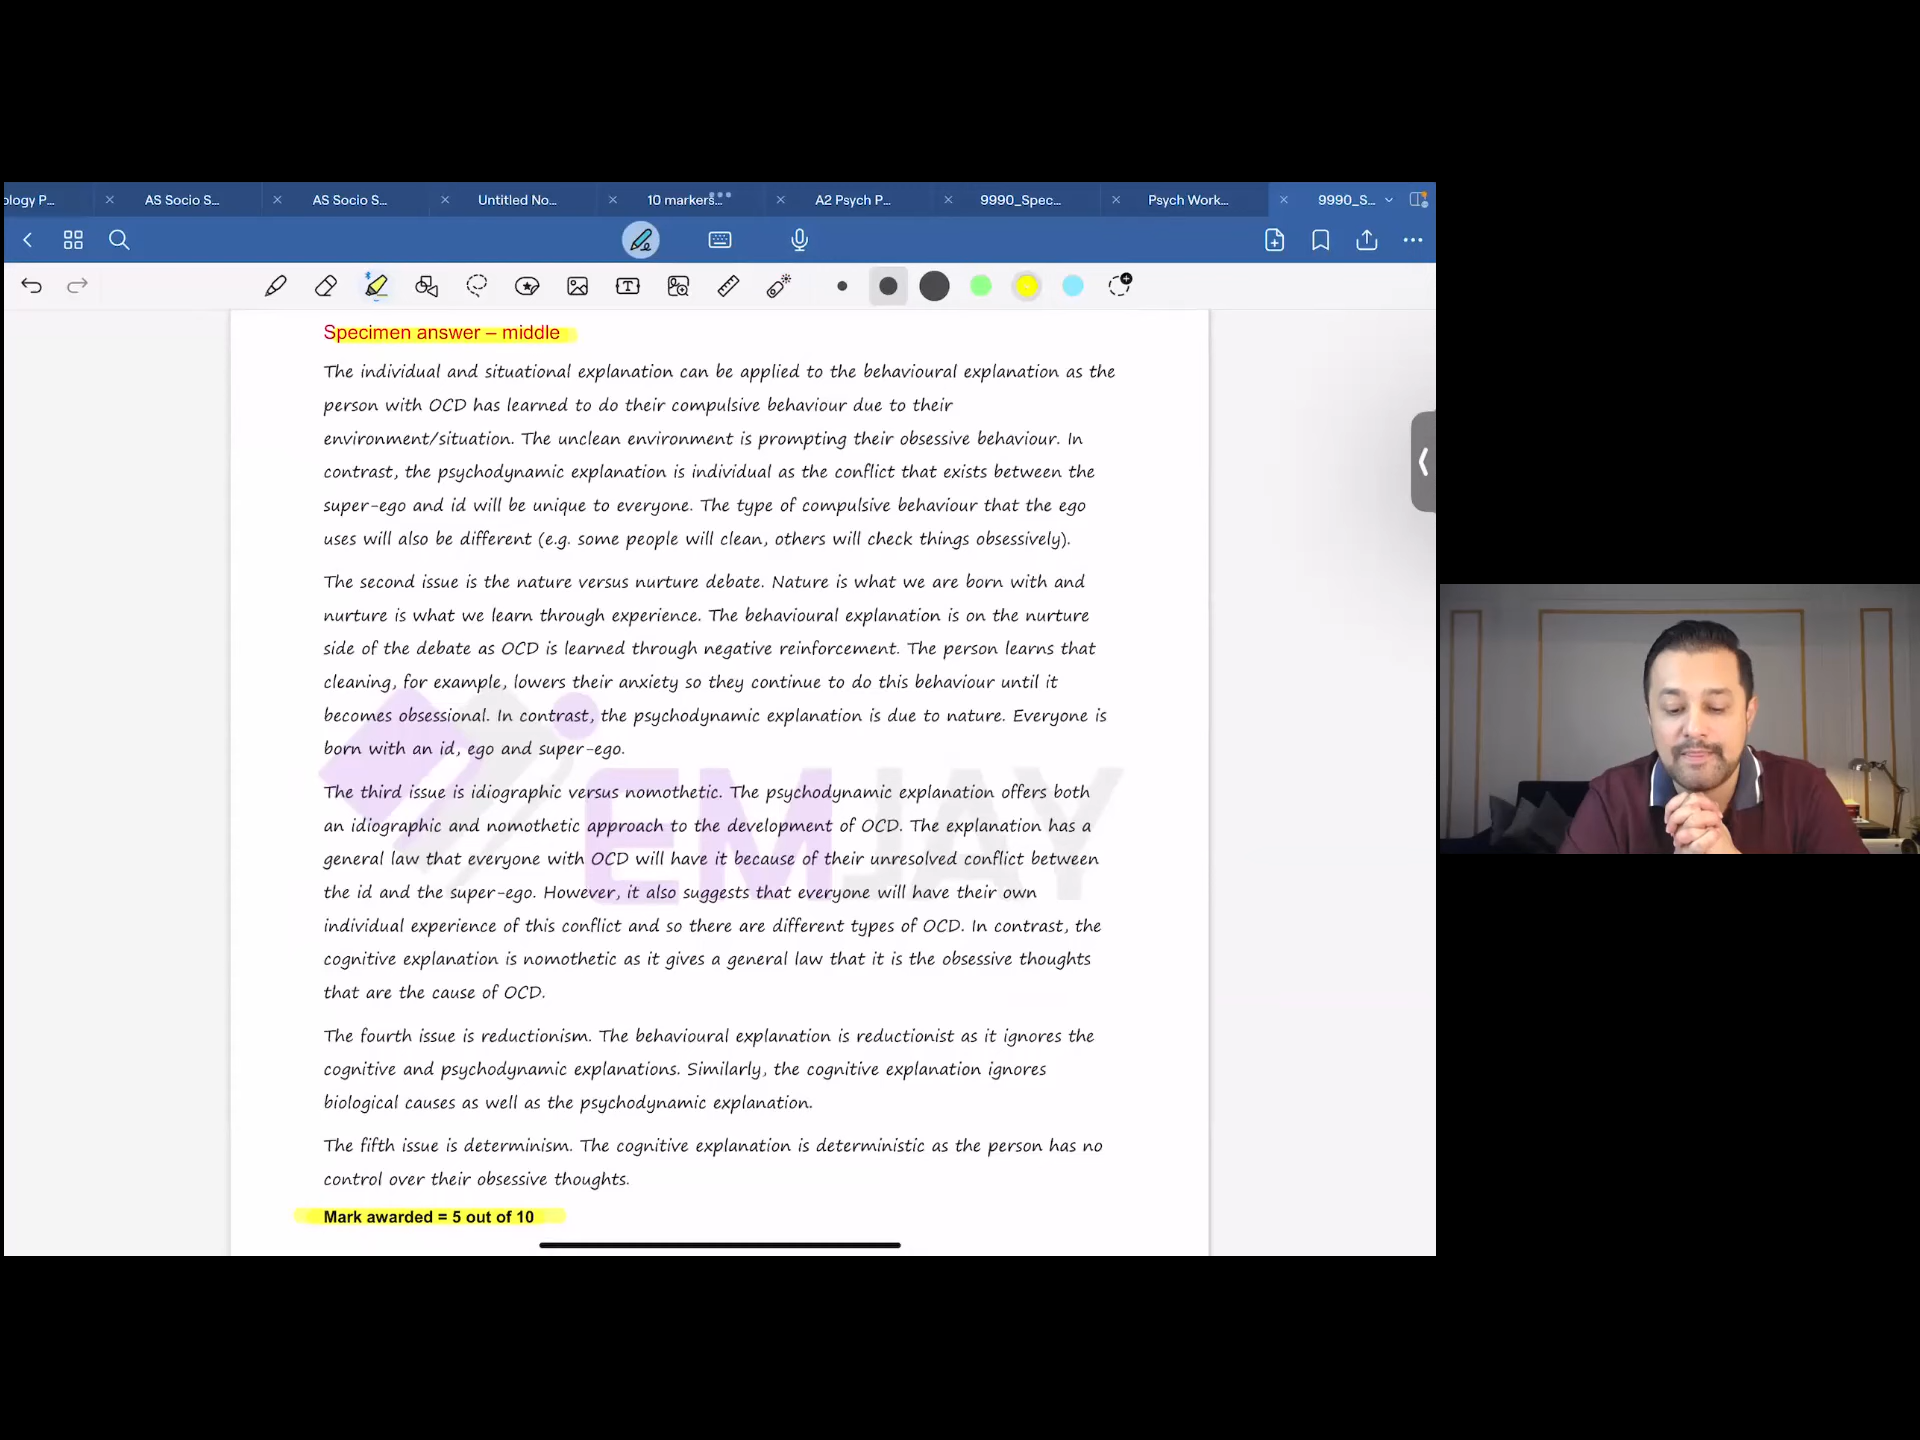 ology P...
AS Socio S...
AS Socio S...
Untitled No...
10 markers...
A2 Psych P...
9990_Spec...
Psych Work...
9990_S...
Specimen answer – middle
The individual and situational explanation can be applied to the behavioural explanation as the
person with OCD has learned to do their compulsive behaviour due to their
environment/situation. The unclean environment is prompting their obsessive behaviour. In
contrast, the psychodynamic explanation is individual as the conflict that exists between the
super-ego and id will be unique to everyone. The type of compulsive behaviour that the ego
uses will also be different (e.g. some people will clean, others will check things obsessively).
The second issue is the nature versus nurture debate. Nature is what we are born with and
nurture is what we learn through experience. The behavioural explanation is on the nurture
side of the debate as OCD is learned through negative reinforcement. The person learns that
cleaning, for example, lowers their anxiety so they continue to do this behaviour until it
becomes obsessional. In contrast, the psychodynamic explanation is due to nature. Everyone is
born with an id, ego and super-ego.
The third issue is idiographic versus nomothetic. The psychodynamic explanation offers both
an idiographic and nomothetic approach to the development of OCD. The explanation has a
general law that everyone with OCD will have it because of their unresolved conflict between
the id and the super-ego. However, it also suggests that everyone will have their own
individual experience of this conflict and so there are different types of OCD. In contrast, the
cognitive explanation is nomothetic as it gives a general law that it is the obsessive thoughts
that are the cause of OCD.
The fourth issue is reductionism. The behavioural explanation is reductionist as it ignores the
cognitive and psychodynamic explanations. Similarly, the cognitive explanation ignores
biological causes as well as the psychodynamic explanation.
The fifth issue is determinism. The cognitive explanation is deterministic as the person has no
control over their obsessive thoughts.
Mark awarded = 5 out of 10
EMJAY